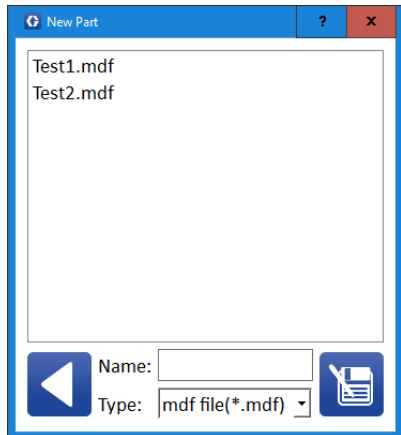 New Part
? x
Test1.mdf
Test2.mdf
Name:
Type: mdf file(*.mdf)